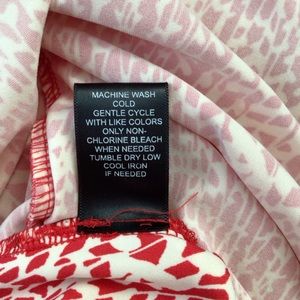 MACHINE WASH
COLD
GENTLE CYCLE
WITH LIKE COLORS
ONLY NON-
CHLORINE BLEACH
WHEN NEEDED
TUMBLE DRY LOW
COOL IRON
IF NEEDED